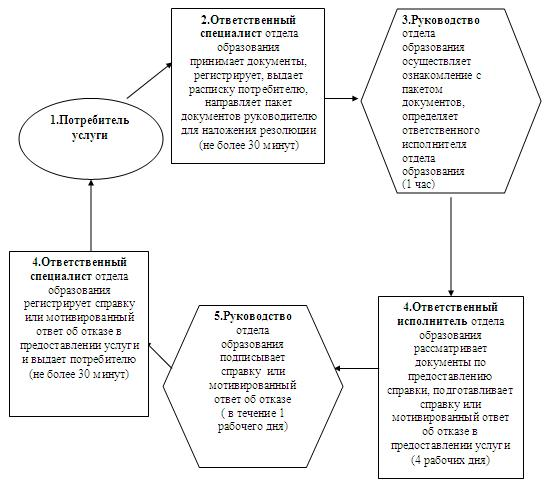 1.Потребитель
услуги
2.Ответственный
специалист отдела
образования
принимает документы,
регистрирует, выдает
расписку потребителю,
направляет пакет
документов руководителю
для наложения резолюции
(не более 30 минут)
3.Руководство
отдела
образования
осуществляет
ознакомление с
пакетом
документов,
определяет
ответственного
исполнителя
отдела
образования
(1 час)
4.Ответственный
исполнитель отдела
образования
рассматривает
документы по
предоставлению
справки, подготавливает
справку или
мотивированный ответ
об отказе в
предоставлении услуги
(4 рабочих дня)
5.Руководство
отдела
образования
подписывает
справку или
мотивированный
ответ об отказе
( в течение 1
рабочего дня)
4.Ответственный
специалист отдела
образования
регистрирует справку
или мотивированный
ответ об отказе в
предоставлении услуги
и выдает потребителю
(не более 30 минут)